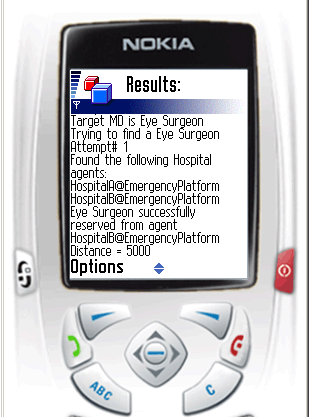 NOKIA
Results:
Target MD is Eye Surgeon
Trying to find a Eye Surgeon
Attempt# 1
Found the following Hospital
agents:
HospitalA@EmergencyPlatform
HospitalB@EmergencyPlatform
Eye Surgeon successfully
reserved from agent
HospitalB@EmergencyPlatform
Distance = 5000
Options
ABC
C